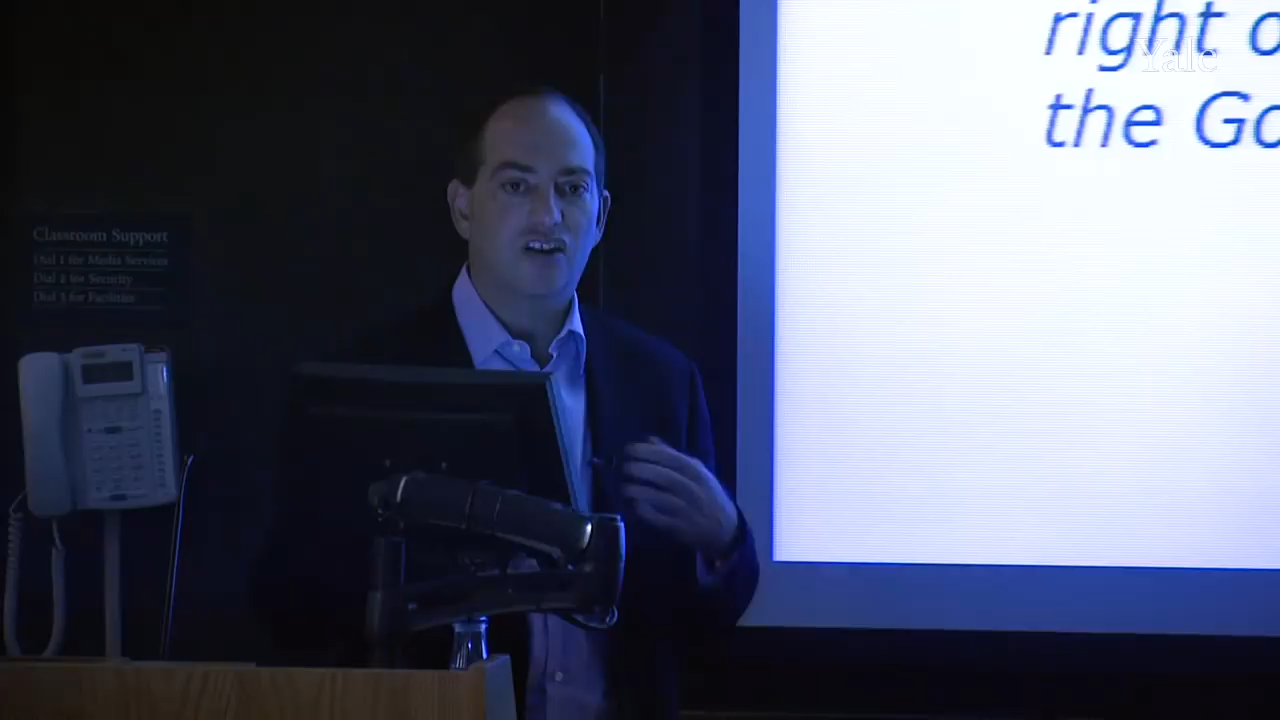 right o
the Go
Yale
Classroom Support
Dial 1 for Media Services
Dial 2 for Security
Dial 3 for Facilities